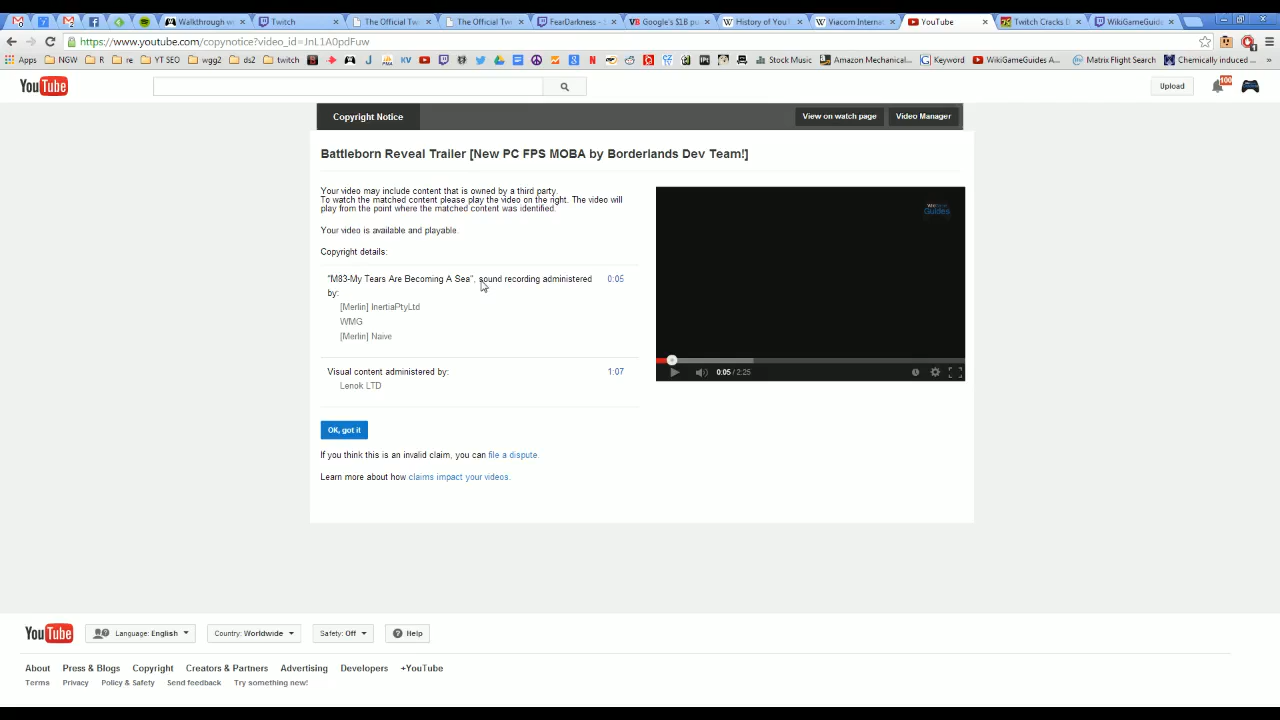 Walkthrough w
Twitch
The Official Tw
The Official Tw
FearDarkness - S
Google's $1B pu
History of YouT
Viacom Internat
YouTube
Twitch Cracks D
WikiGameGuide
https://www.youtube.com/copynotice?video_id=JnL1A0pdFuw
Apps
NGW
R
re
YT SEO
wgg2
ds2
twitch
Stock Music
Amazon Mechanical...
Keyword
WikiGameGuides A...
Matrix Flight Search
Chemically induced ...
YouTube
Upload
100
Copyright Notice
View on watch page
Video Manager
Battleborn Reveal Trailer [New PC FPS MOBA by Borderlands Dev Team!]
Your video may include content that is owned by a third party.
To watch the matched content please play the video on the right. The video will
play from the point where the matched content was identified.
Your video is available and playable.
Copyright details:
"M83-My Tears Are Becoming A Sea", sound recording administered
by:
0:05
[Merlin] InertiaPtyLtd
WMG
[Merlin] Naive
Visual content administered by:
1:07
Lenok LTD
Guides
0:05 / 2:25
OK, got it
If you think this is an invalid claim, you can file a dispute.
Learn more about how claims impact your videos.
YouTube
Language: English
Country: Worldwide
Safety: Off
Help
About
Press & Blogs
Copyright
Creators & Partners
Advertising
Developers
+YouTube
Terms
Privacy
Policy & Safety
Send feedback
Try something new!